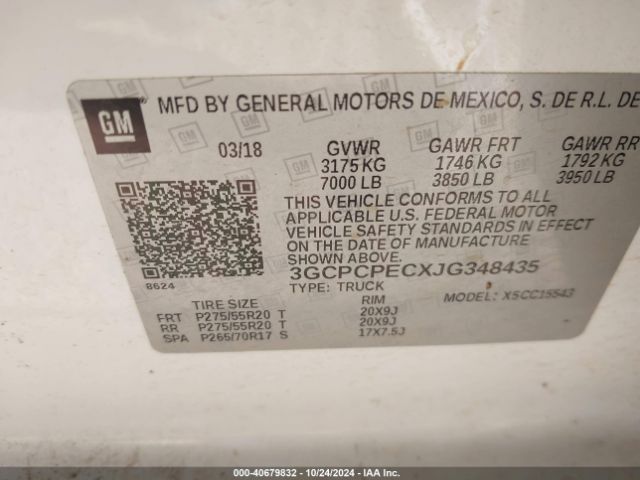 GM
MFD BY GENERAL MOTORS DE MEXICO, S. DE R.L. DE
03/18 GVWR GAWR FRT GAWR RR
3175 KG 1746 KG 1792 KG
7000 LB 3850 LB 3950 LB
THIS VEHICLE CONFORMS TO ALL
APPLICABLE U.S. FEDERAL MOTOR
VEHICLE SAFETY STANDARDS IN EFFECT
ON THE DATE OF MANUFACTURE
SHOWN ABOVE.
8624
3GCPCPECXJG348435
TYPE: TRUCK MODEL: X5CC15543
TIRE SIZE RIM
FRT P275/55R20 T 20X9J
RR P275/55R20 T 20X9J
SPA P265/70R17 S 17X7.5J
000-40679832 - 10/24/2024 - IAA Inc.